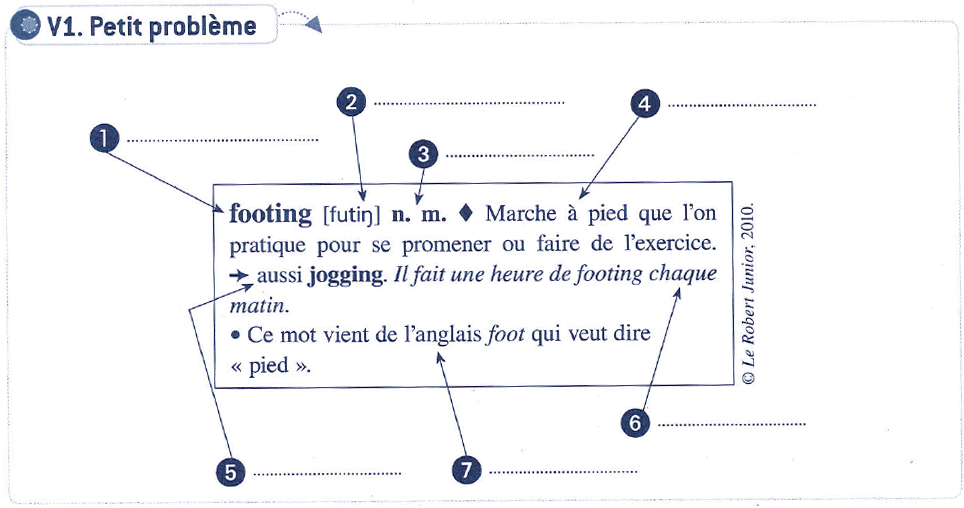 V1. Petit problème
2 ....................
4 ....................
1 ....................
3 ....................
footing [futiŋ] n. m. ♦ Marche à pied que l'on
pratique pour se promener ou faire de l'exercice.
➔ aussi jogging. Il fait une heure de footing chaque
matin.
• Ce mot vient de l'anglais foot qui veut dire
« pied ».
© Le Robert Junior, 2010.
6 ....................
5 ....................
7 ....................